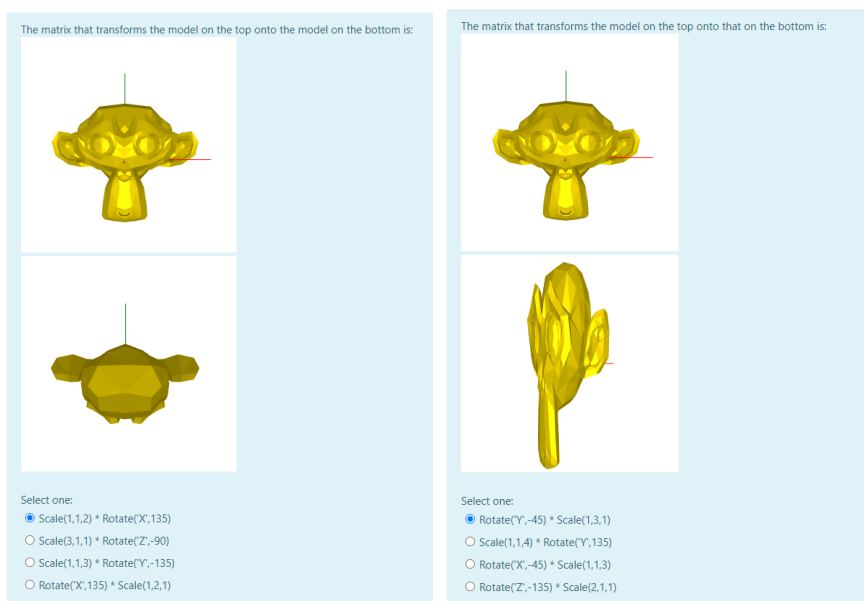 The matrix that transforms the model on the top onto the model on the bottom is:
Select one:
Scale(1,1,2) * Rotate('X',135)
Scale(3,1,1) * Rotate('Z',-90)
Scale(1,1,3) * Rotate('Y',-135)
Rotate('X',135) * Scale(1,2,1)
The matrix that transforms the model on the top onto that on the bottom is:
Select one:
Rotate('Y',-45) * Scale(1,3,1)
Scale(1,1,4) * Rotate('Y',135)
Rotate('X',-45) * Scale(1,1,3)
Rotate('Z',-135) * Scale(2,1,1)